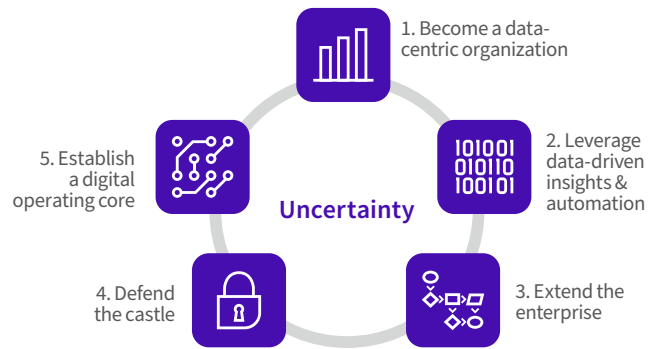 1. Become a data-
centric organization
2. Leverage
data-driven
insights &
automation
3. Extend the
enterprise
4. Defend
the castle
5. Establish
a digital
operating core
Uncertainty
101001
010110
100101